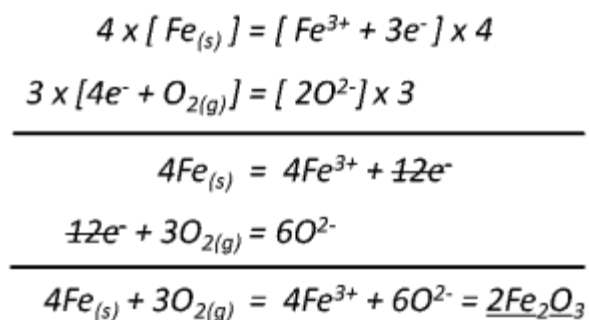 4 x [ Fe(s) ] = [ Fe³⁺ + 3e⁻ ] x 4
3 x [4e⁻ + O₂(g)] = [ 2O²⁻] x 3
4Fe(s) = 4Fe³⁺ + 12e⁻
12e⁻ + 3O₂(g) = 6O²⁻
4Fe(s) + 3O₂(g) = 4Fe³⁺ + 6O²⁻ = 2Fe₂O₃